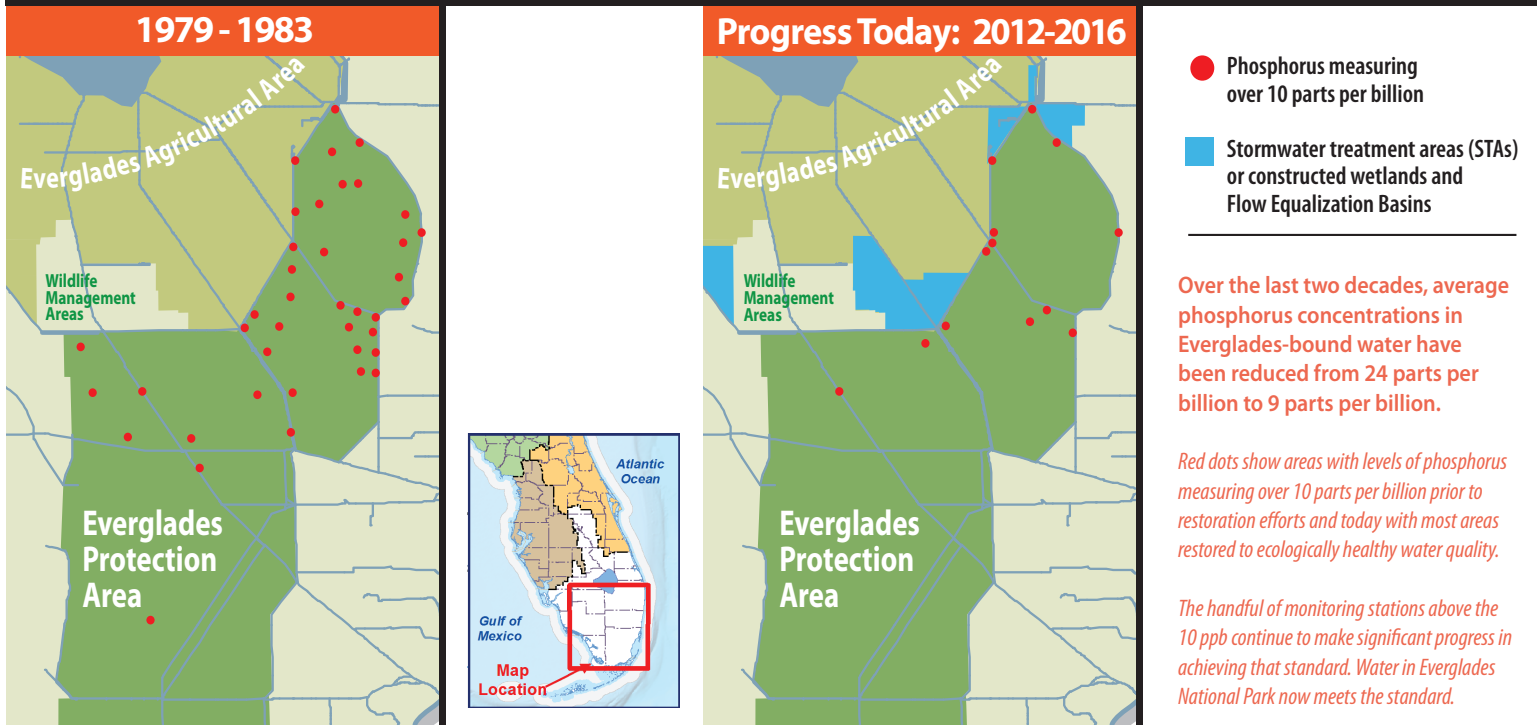 1979 - 1983
Everglades Agricultural Area
Wildlife
Management
Areas
Everglades
Protection
Area
Atlantic
Ocean
Gulf of
Mexico
Map
Location
Progress Today: 2012-2016
Everglades Agricultural Area
Wildlife
Management
Areas
Everglades
Protection
Area
Phosphorus measuring
over 10 parts per billion
Stormwater treatment areas (STAs)
or constructed wetlands and
Flow Equalization Basins
Over the last two decades, average
phosphorus concentrations in
Everglades-bound water have
been reduced from 24 parts per
billion to 9 parts per billion.
Red dots show areas with levels of phosphorus
measuring over 10 parts per billion prior to
restoration efforts and today with most areas
restored to ecologically healthy water quality.
The handful of monitoring stations above the
10 ppb continue to make significant progress in
achieving that standard. Water in Everglades
National Park now meets the standard.